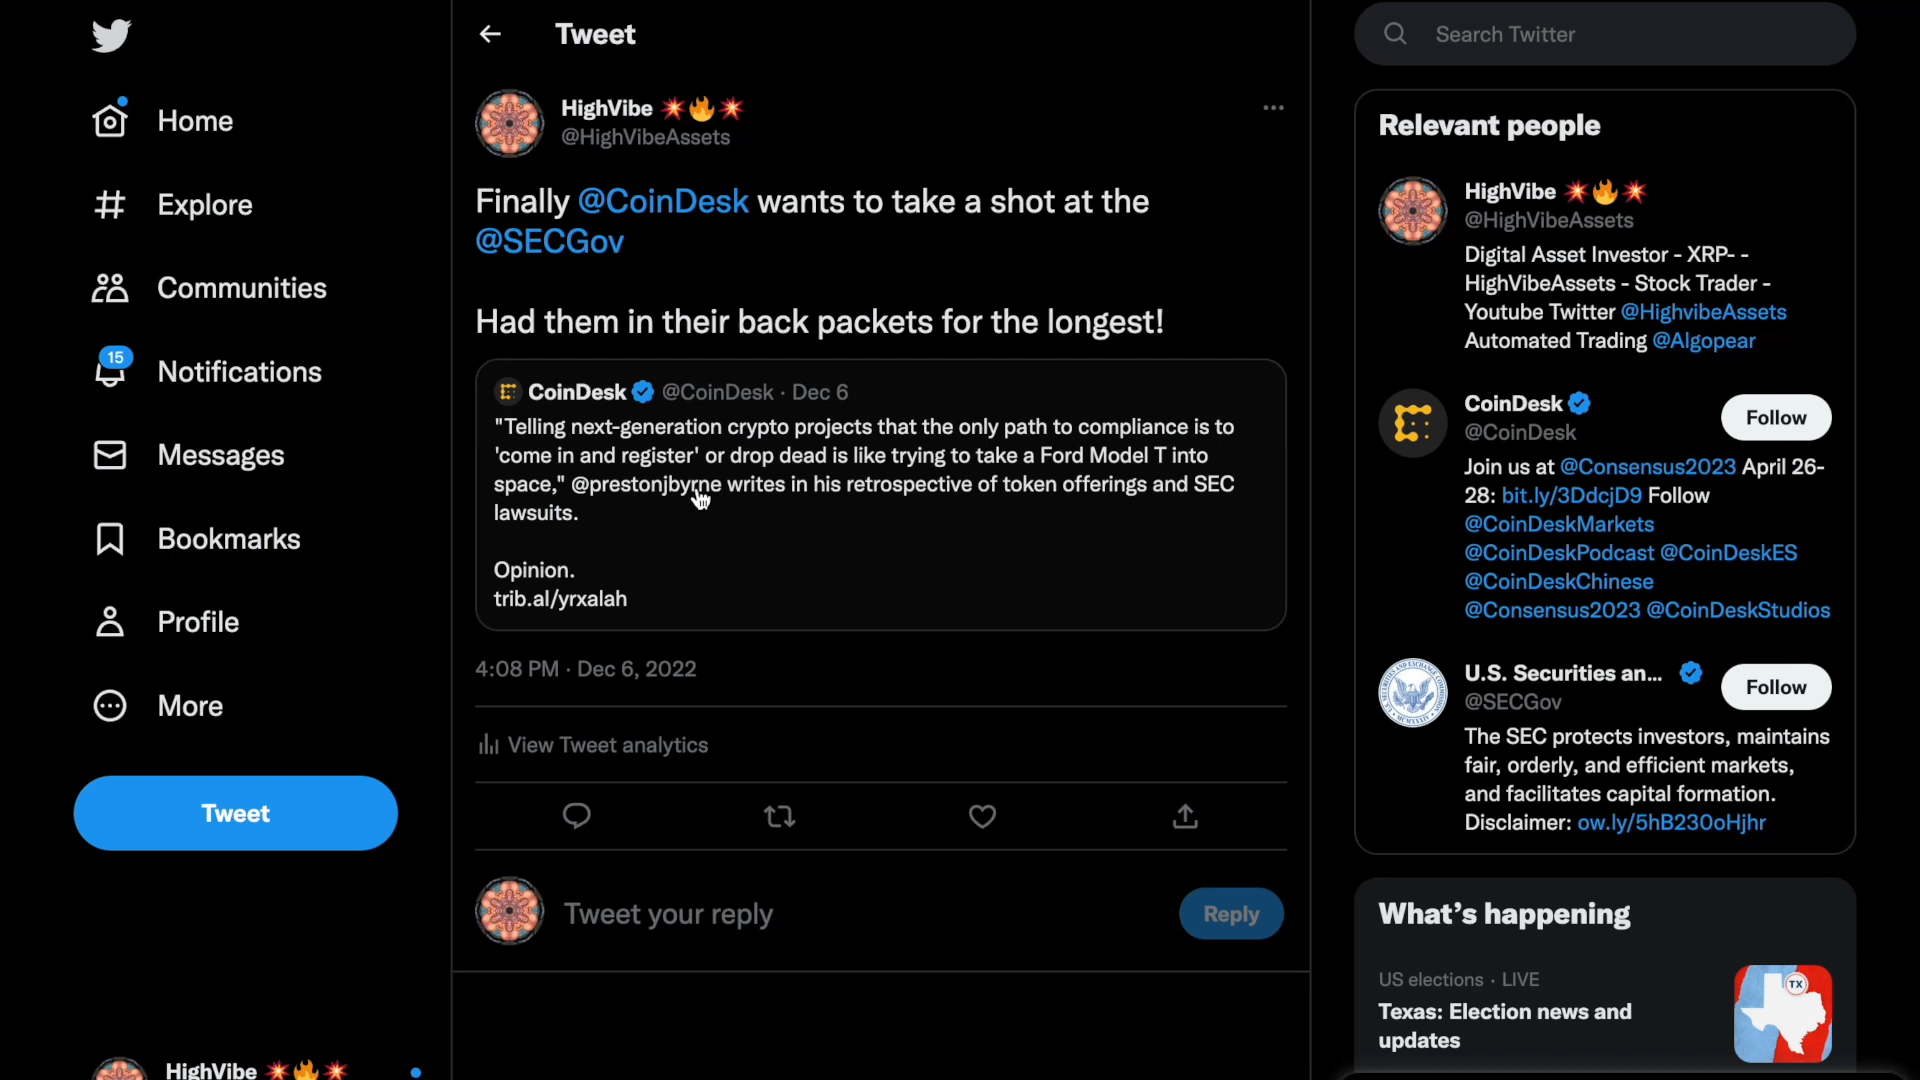 Home
Explore
Communities
15
Notifications
Messages
Bookmarks
Profile
More
Tweet
HighVibe 💥🔥💥
Tweet
HighVibe 💥🔥💥
@HighVibeAssets
Finally @CoinDesk wants to take a shot at the
@SECGov
Had them in their back packets for the longest!
CoinDesk @CoinDesk · Dec 6
"Telling next-generation crypto projects that the only path to compliance is to
'come in and register' or drop dead is like trying to take a Ford Model T into
space," @prestonjbyrne writes in his retrospective of token offerings and SEC
lawsuits.
Opinion.
trib.al/yrxalah
4:08 PM · Dec 6, 2022
View Tweet analytics
Tweet your reply
Reply
Search Twitter
Relevant people
HighVibe 💥🔥💥
@HighVibeAssets
Digital Asset Investor - XRP- -
HighVibeAssets - Stock Trader -
Youtube Twitter @HighvibeAssets
Automated Trading @Algopear
CoinDesk
@CoinDesk
Follow
Join us at @Consensus2023 April 26-
28: bit.ly/3DdcjD9 Follow
@CoinDeskMarkets
@CoinDeskPodcast @CoinDeskES
@CoinDeskChinese
@Consensus2023 @CoinDeskStudios
U.S. Securities an...
@SECGov
Follow
The SEC protects investors, maintains
fair, orderly, and efficient markets,
and facilitates capital formation.
Disclaimer: ow.ly/5hB230oHjhr
What's happening
US elections · LIVE
Texas: Election news and
updates
TX